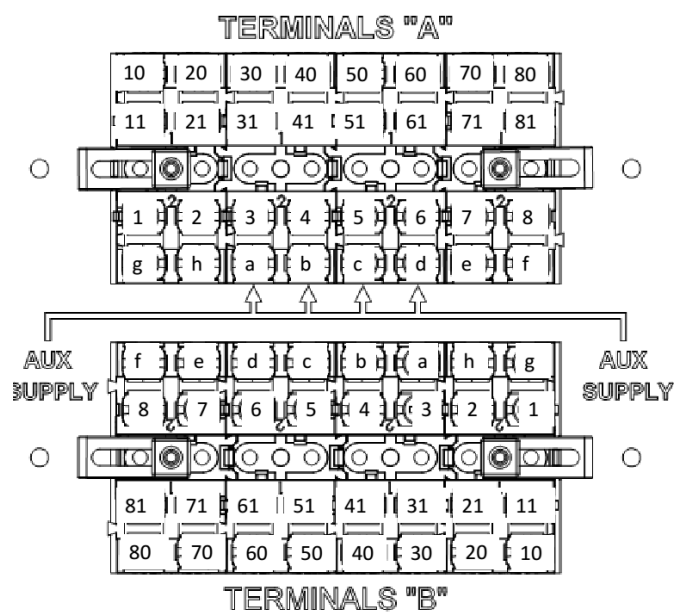 TERMINALS "A"
10 20 30 40 50 60 70 80
11 21 31 41 51 61 71 81
1 2 3 4 5 6 7 8
g h a b c d e f
AUX SUPPLY
AUX SUPPLY
f e d c b a h g
8 7 6 5 4 3 2 1
81 71 61 51 41 31 21 11
80 70 60 50 40 30 20 10
TERMINALS "B"